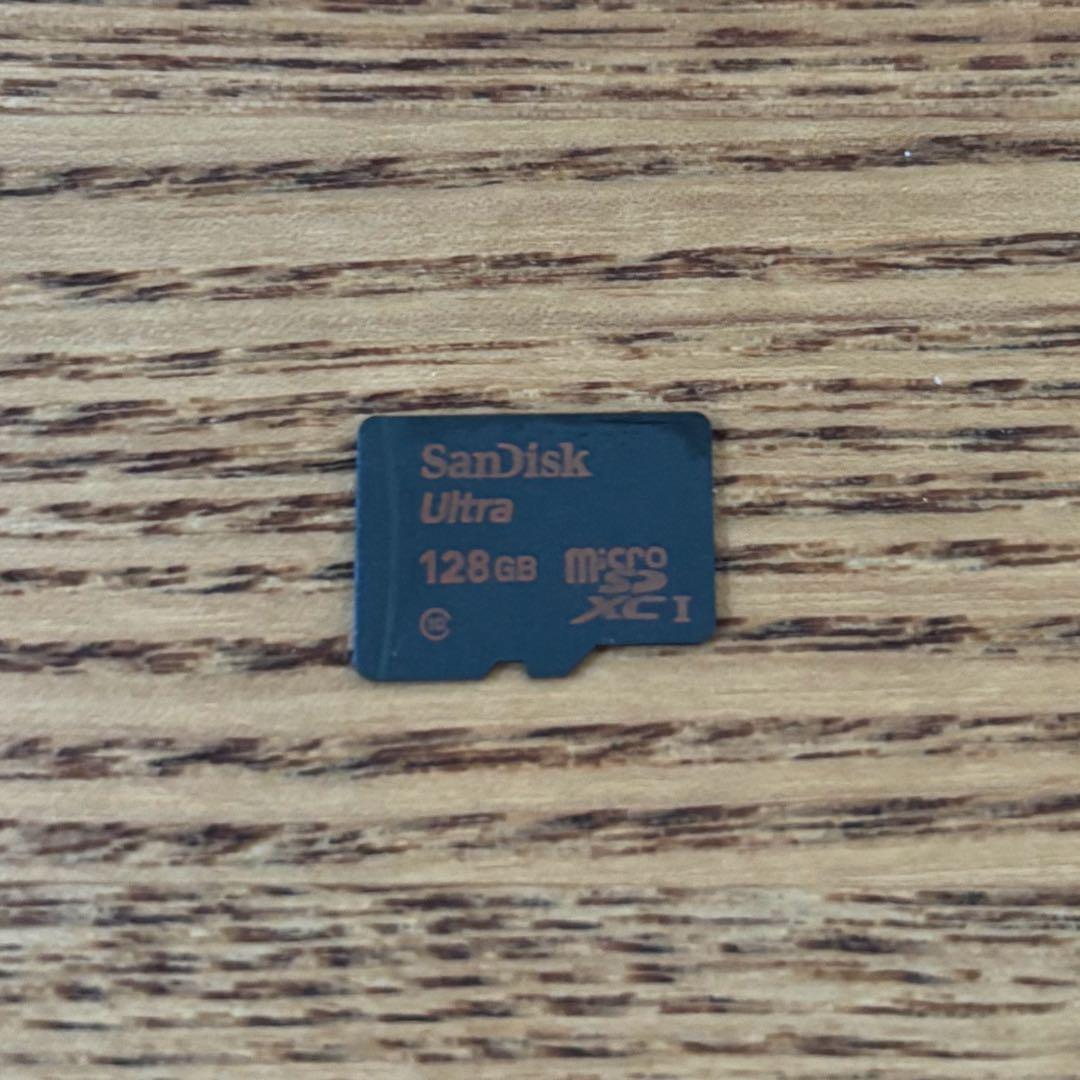 SanDisk
Ultra
128GB
micro
SD
XC I
10